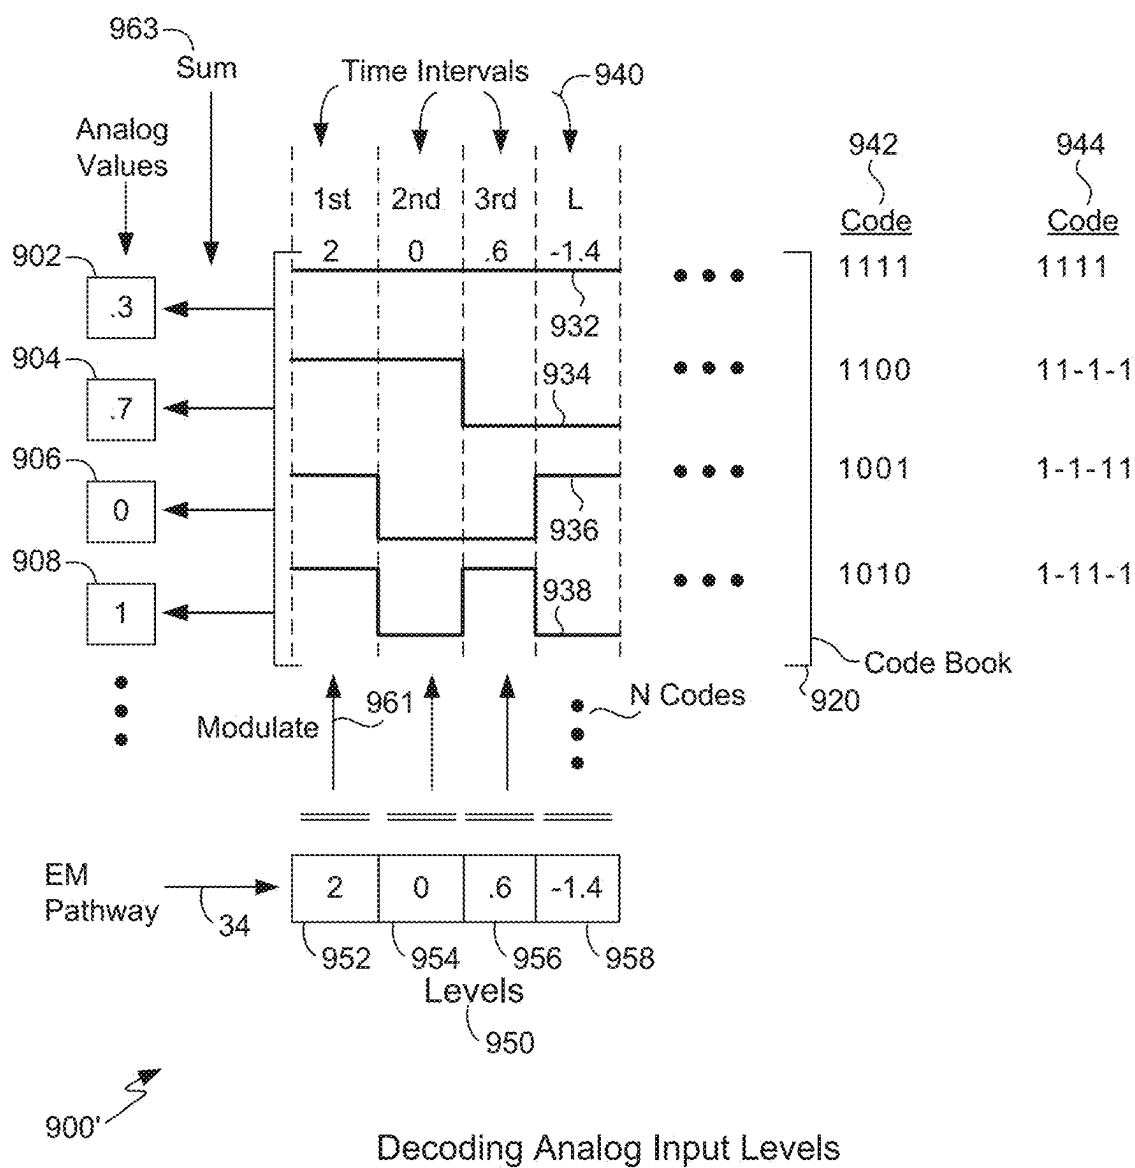 963
Sum
Time Intervals
940
Analog
Values
942
944
1st 2nd 3rd L
Code
Code
902
2 0 .6 -1.4
1111
1111
.3
932
904
934
1100
11-1-1
.7
906
1001
1-1-11
0
936
908
1010
1-11-1
1
938
Code Book
961
N Codes
920
Modulate
EM
Pathway
2 0 .6 -1.4
34
952 954 956 958
Levels
950
900'
Decoding Analog Input Levels